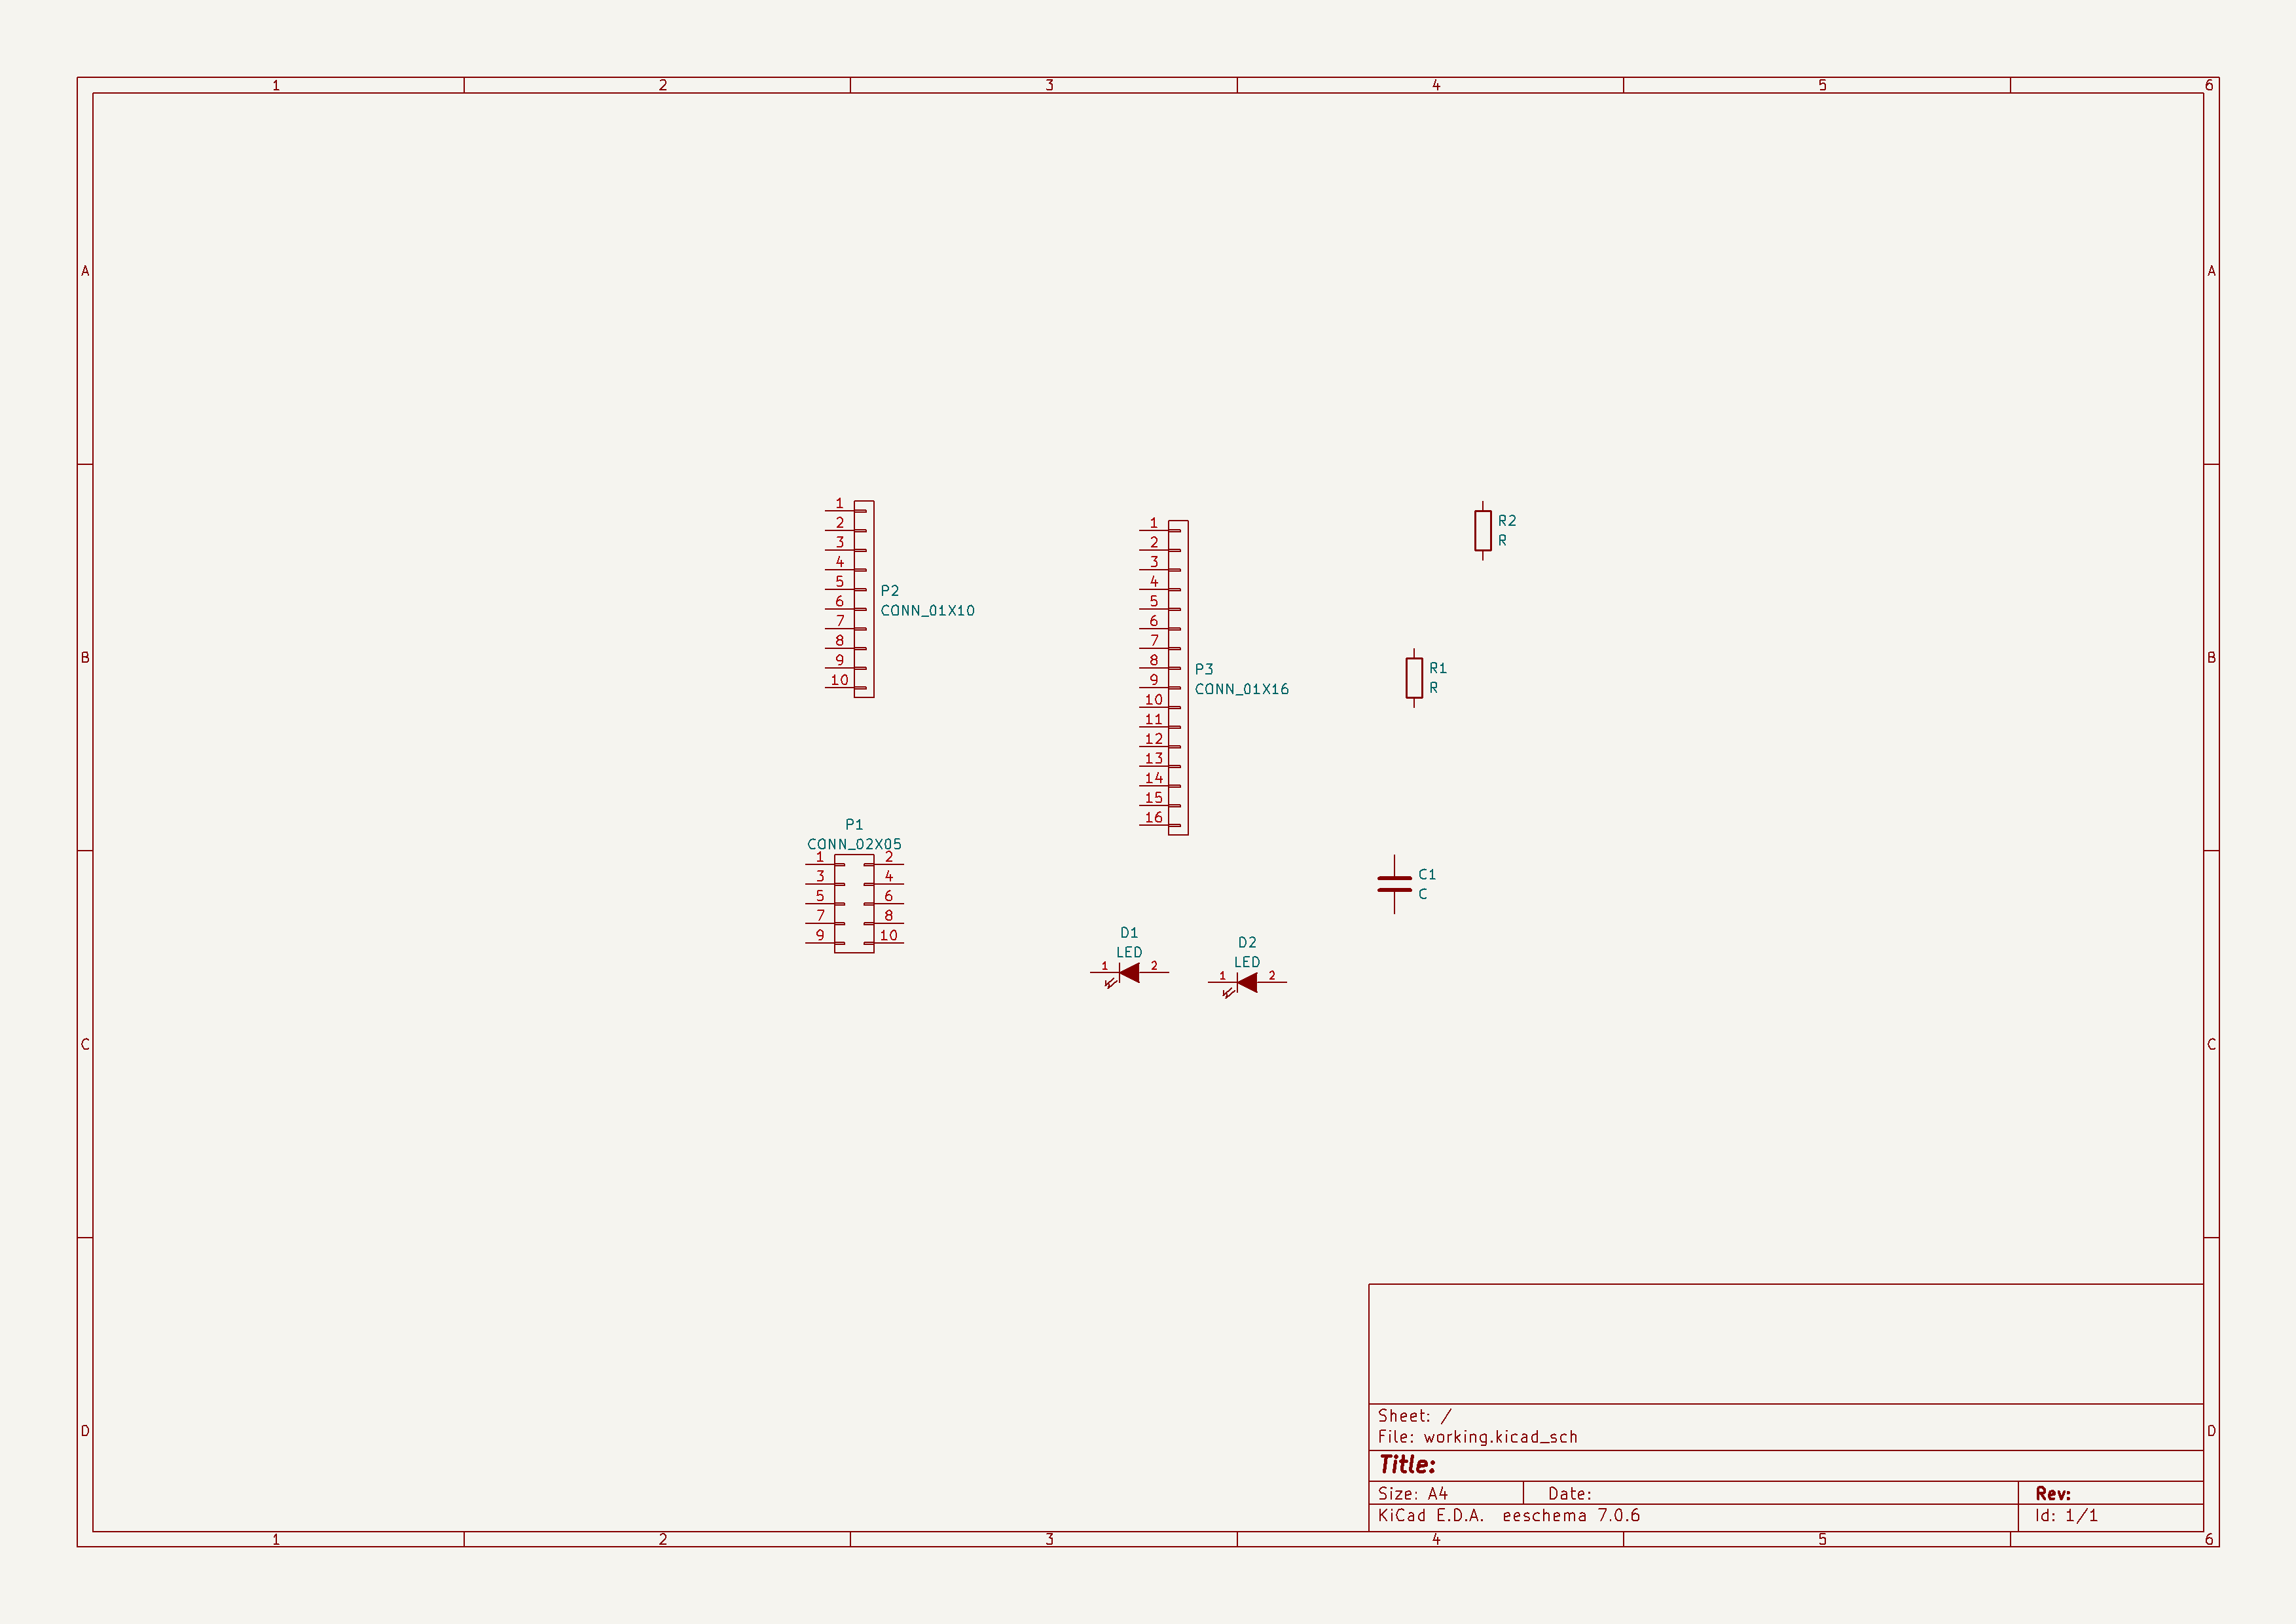 1 2 3 4 5 6
A A
B B
C C
D D
P2
CONN_01X10
1
2
3
4
5
6
7
8
9
10
P3
CONN_01X16
1
2
3
4
5
6
7
8
9
10
11
12
13
14
15
16
R2
R
R1
R
P1
CONN_02X05
1 2
3 4
5 6
7 8
9 10
C1
C
D1
LED
1 2
D2
LED
1 2
Sheet: /
File: working.kicad_sch
Title:
Size: A4 Date: Rev:
KiCad E.D.A. eeschema 7.0.6 Id: 1/1
1 2 3 4 5 6